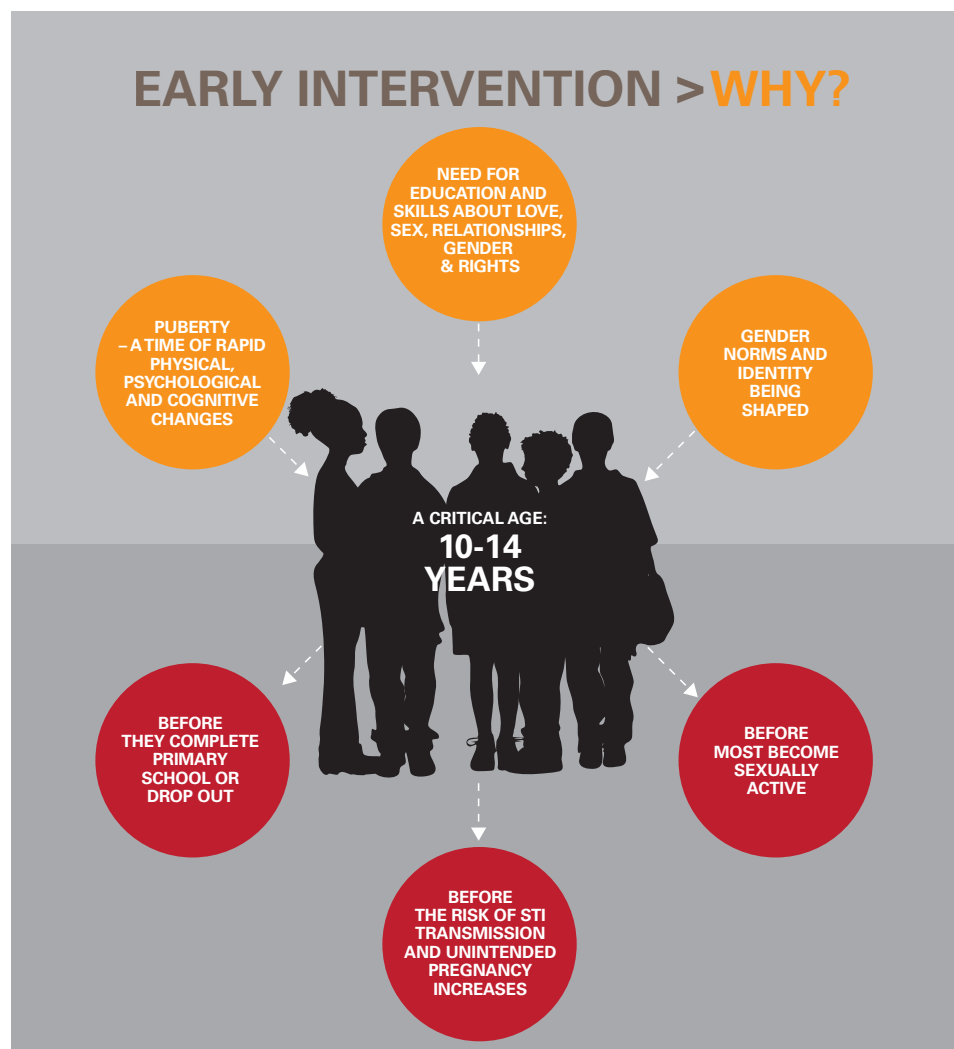 EARLY INTERVENTION > WHY?
NEED FOR
EDUCATION AND
SKILLS ABOUT LOVE,
SEX, RELATIONSHIPS,
GENDER
& RIGHTS
PUBERTY
– A TIME OF RAPID
PHYSICAL,
PSYCHOLOGICAL
AND COGNITIVE
CHANGES
GENDER
NORMS AND
IDENTITY
BEING
SHAPED
A CRITICAL AGE:
10-14
YEARS
BEFORE
THEY COMPLETE
PRIMARY
SCHOOL OR
DROP OUT
BEFORE
MOST BECOME
SEXUALLY
ACTIVE
BEFORE
THE RISK OF STI
TRANSMISSION
AND UNINTENDED
PREGNANCY
INCREASES